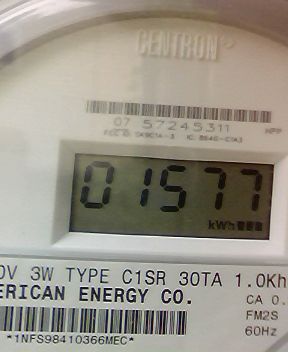 CENTRON
07 57245311
01577
kWh
0V 3W TYPE C1SR 30TA 1.0Kh
ERICAN ENERGY CO.
CA 0.
FM2S
60Hz
*1NFS98410366MEC*